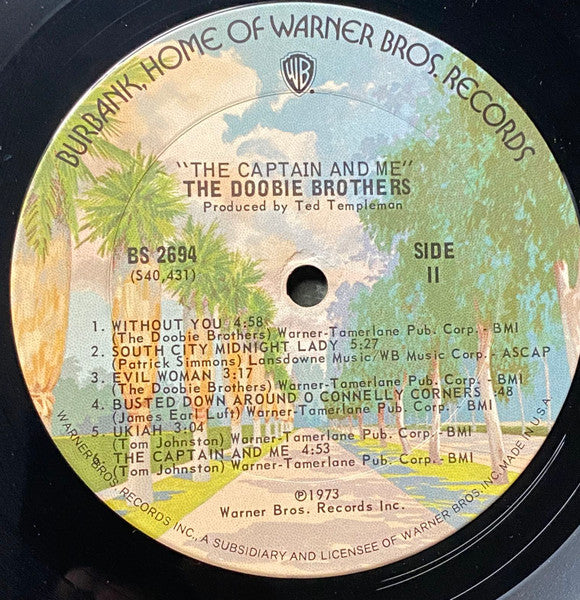 BURBANK, HOME OF WARNER BROS. RECORDS
WB
"THE CAPTAIN AND ME"
THE DOOBIE BROTHERS
Produced by Ted Templeman
BS 2694
(S40,431)
SIDE
II
1. WITHOUT YOU 4:58
(The Doobie Brothers) Warner-Tamerlane Pub. Corp.- BMI
2. SOUTH CITY MIDNIGHT LADY 5:27
(Patrick Simmons) Lansdowne Music/WB Music Corp. - ASCAP
3. EVIL WOMAN 3:17
(The Doobie Brothers) Warner-Tamerlane Pub. Corp. - BMI
4. BUSTED DOWN AROUND O CONNELLY CORNERS :48
(James Earl Luft) Warner-Tamerlane Pub. Corp. - BMI
5. UKIAH 3:04
(Tom Johnston) Warner-Tamerlane Pub. Corp. - BMI
6. THE CAPTAIN AND ME 4:53
(Tom Johnston) Warner-Tamerlane Pub. Corp. - BMI
℗1973
Warner Bros. Records Inc.
WARNER BROS. RECORDS INC., A SUBSIDIARY AND LICENSEE OF WARNER BROS. INC. MADE IN U.S.A.